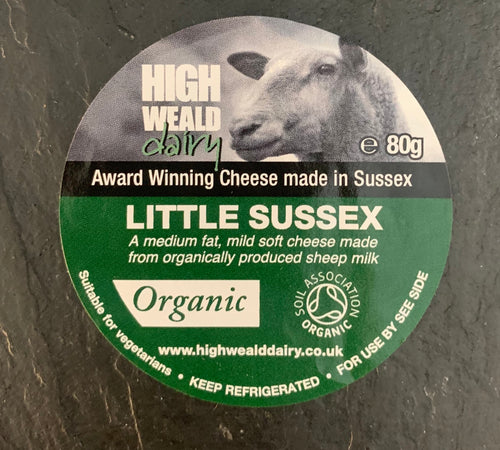 HIGH
WEALD
dairy
e 80g
Award Winning Cheese made in Sussex
LITTLE SUSSEX
A medium fat, mild soft cheese made
from organically produced sheep milk
Organic
SOIL ASSOCIATION
ORGANIC
www.highwealddairy.co.uk
Suitable for vegetarians • KEEP REFRIGERATED • FOR USE BY SEE SIDE